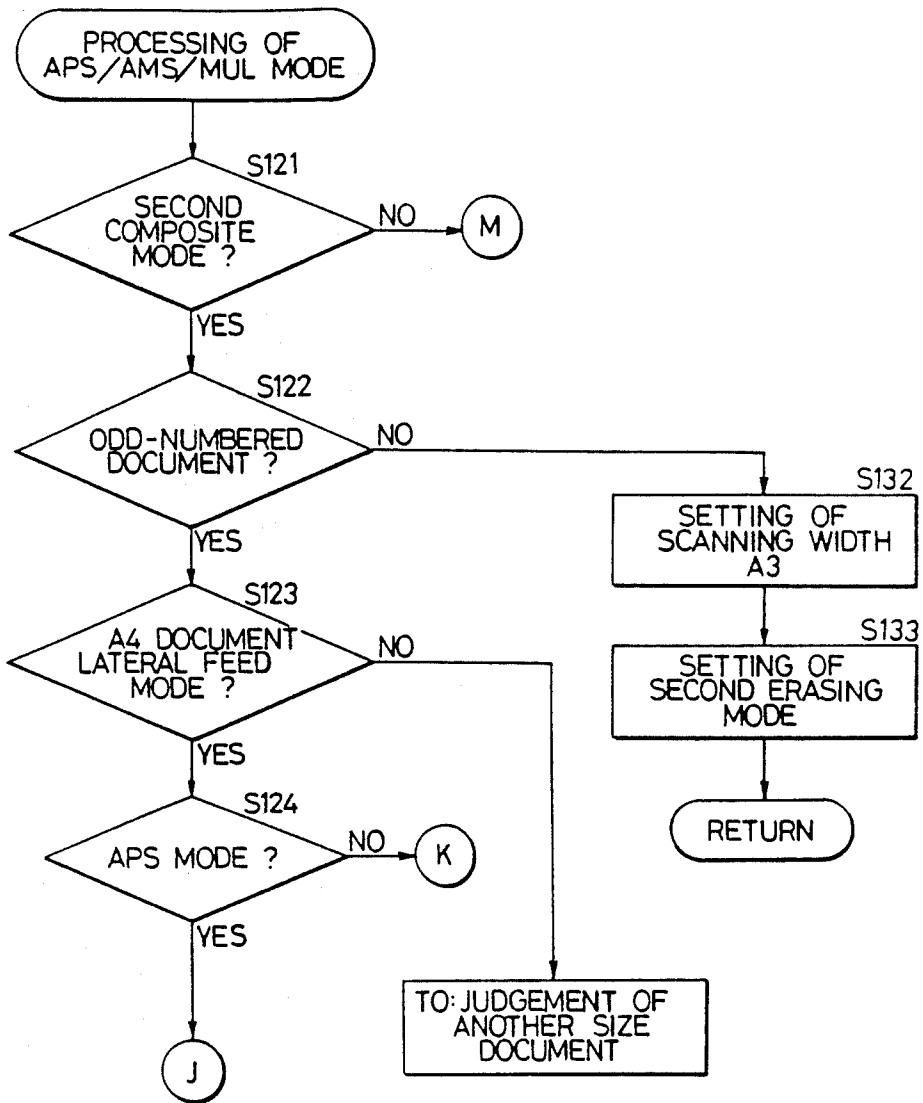 PROCESSING OF
APS/AMS/MUL MODE
S121
SECOND
COMPOSITE
MODE ?
NO
M
YES
S122
ODD-NUMBERED
DOCUMENT ?
NO
YES
S132
SETTING OF
SCANNING WIDTH
A3
S123
A4 DOCUMENT
LATERAL FEED
MODE ?
NO
YES
S133
SETTING OF
SECOND ERASING
MODE
RETURN
S124
APS MODE ?
NO
K
YES
J
TO: JUDGEMENT OF
ANOTHER SIZE
DOCUMENT